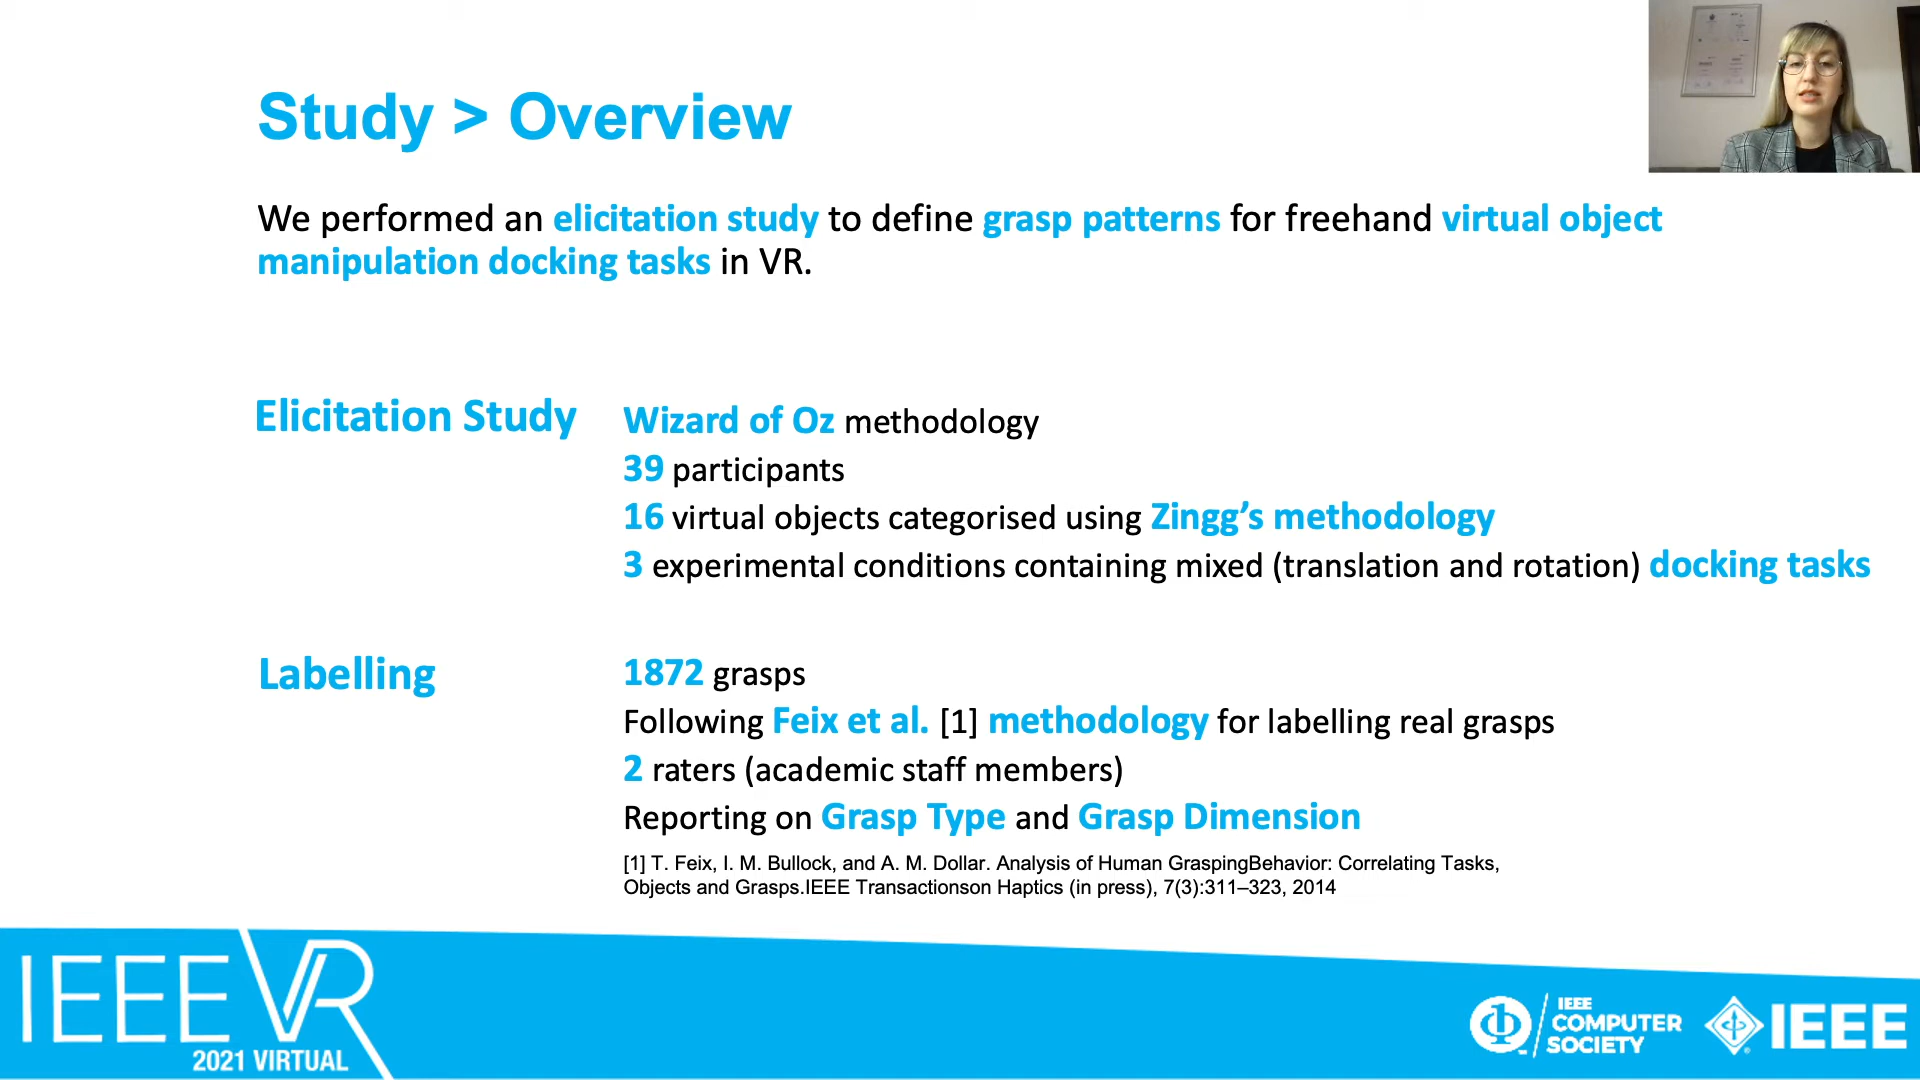 Study > Overview
We performed an elicitation study to define grasp patterns for freehand virtual object
manipulation docking tasks in VR.
Elicitation Study
Wizard of Oz methodology
39 participants
16 virtual objects categorised using Zingg’s methodology
3 experimental conditions containing mixed (translation and rotation) docking tasks
Labelling
1872 grasps
Following Feix et al. [1] methodology for labelling real grasps
2 raters (academic staff members)
Reporting on Grasp Type and Grasp Dimension
[1] T. Feix, I. M. Bullock, and A. M. Dollar. Analysis of Human GraspingBehavior: Correlating Tasks,
Objects and Grasps.IEEE Transactionson Haptics (in press), 7(3):311–323, 2014
IEEE VR
2021 VIRTUAL
IEEE
COMPUTER
SOCIETY
IEEE